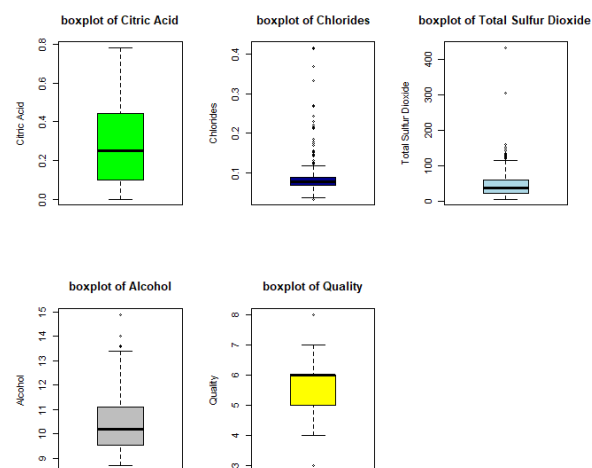 boxplot of Citric Acid
boxplot of Chlorides
boxplot of Total Sulfur Dioxide
Citric Acid
0.0 0.2 0.4 0.6 0.8
Chlorides
0.1 0.2 0.3 0.4
Total Sulfur Dioxide
0 100 200 300 400
boxplot of Alcohol
boxplot of Quality
Alcohol
9 10 11 12 13 14 15
Quality
3 4 5 6 7 8